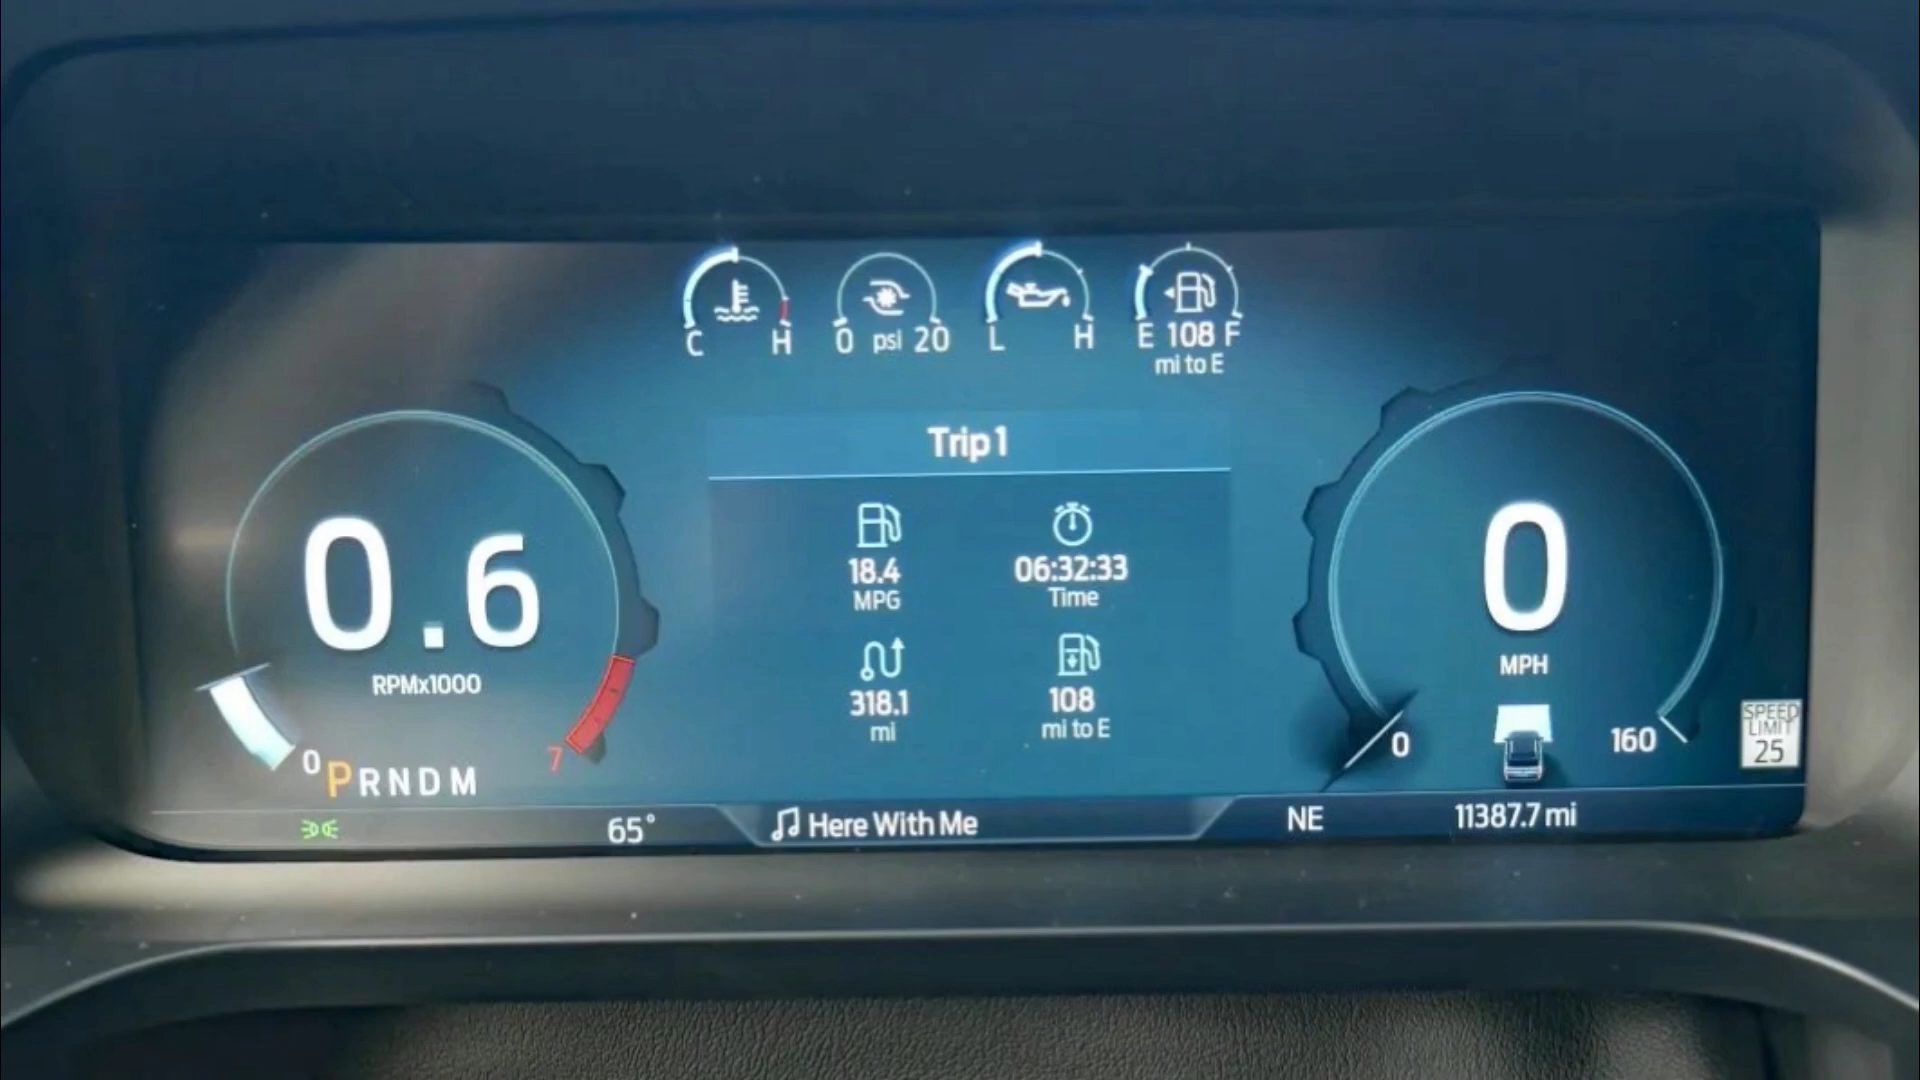 C H
0 psi 20
L H
E 108 F
mi to E
Trip 1
0.6
RPMx1000
0
7
18.4
MPG
06:32:33
Time
318.1
mi
108
mi to E
0
MPH
0
160
SPEED
LIMIT
25
P R N D M
65°
Here With Me
NE
11387.7 mi